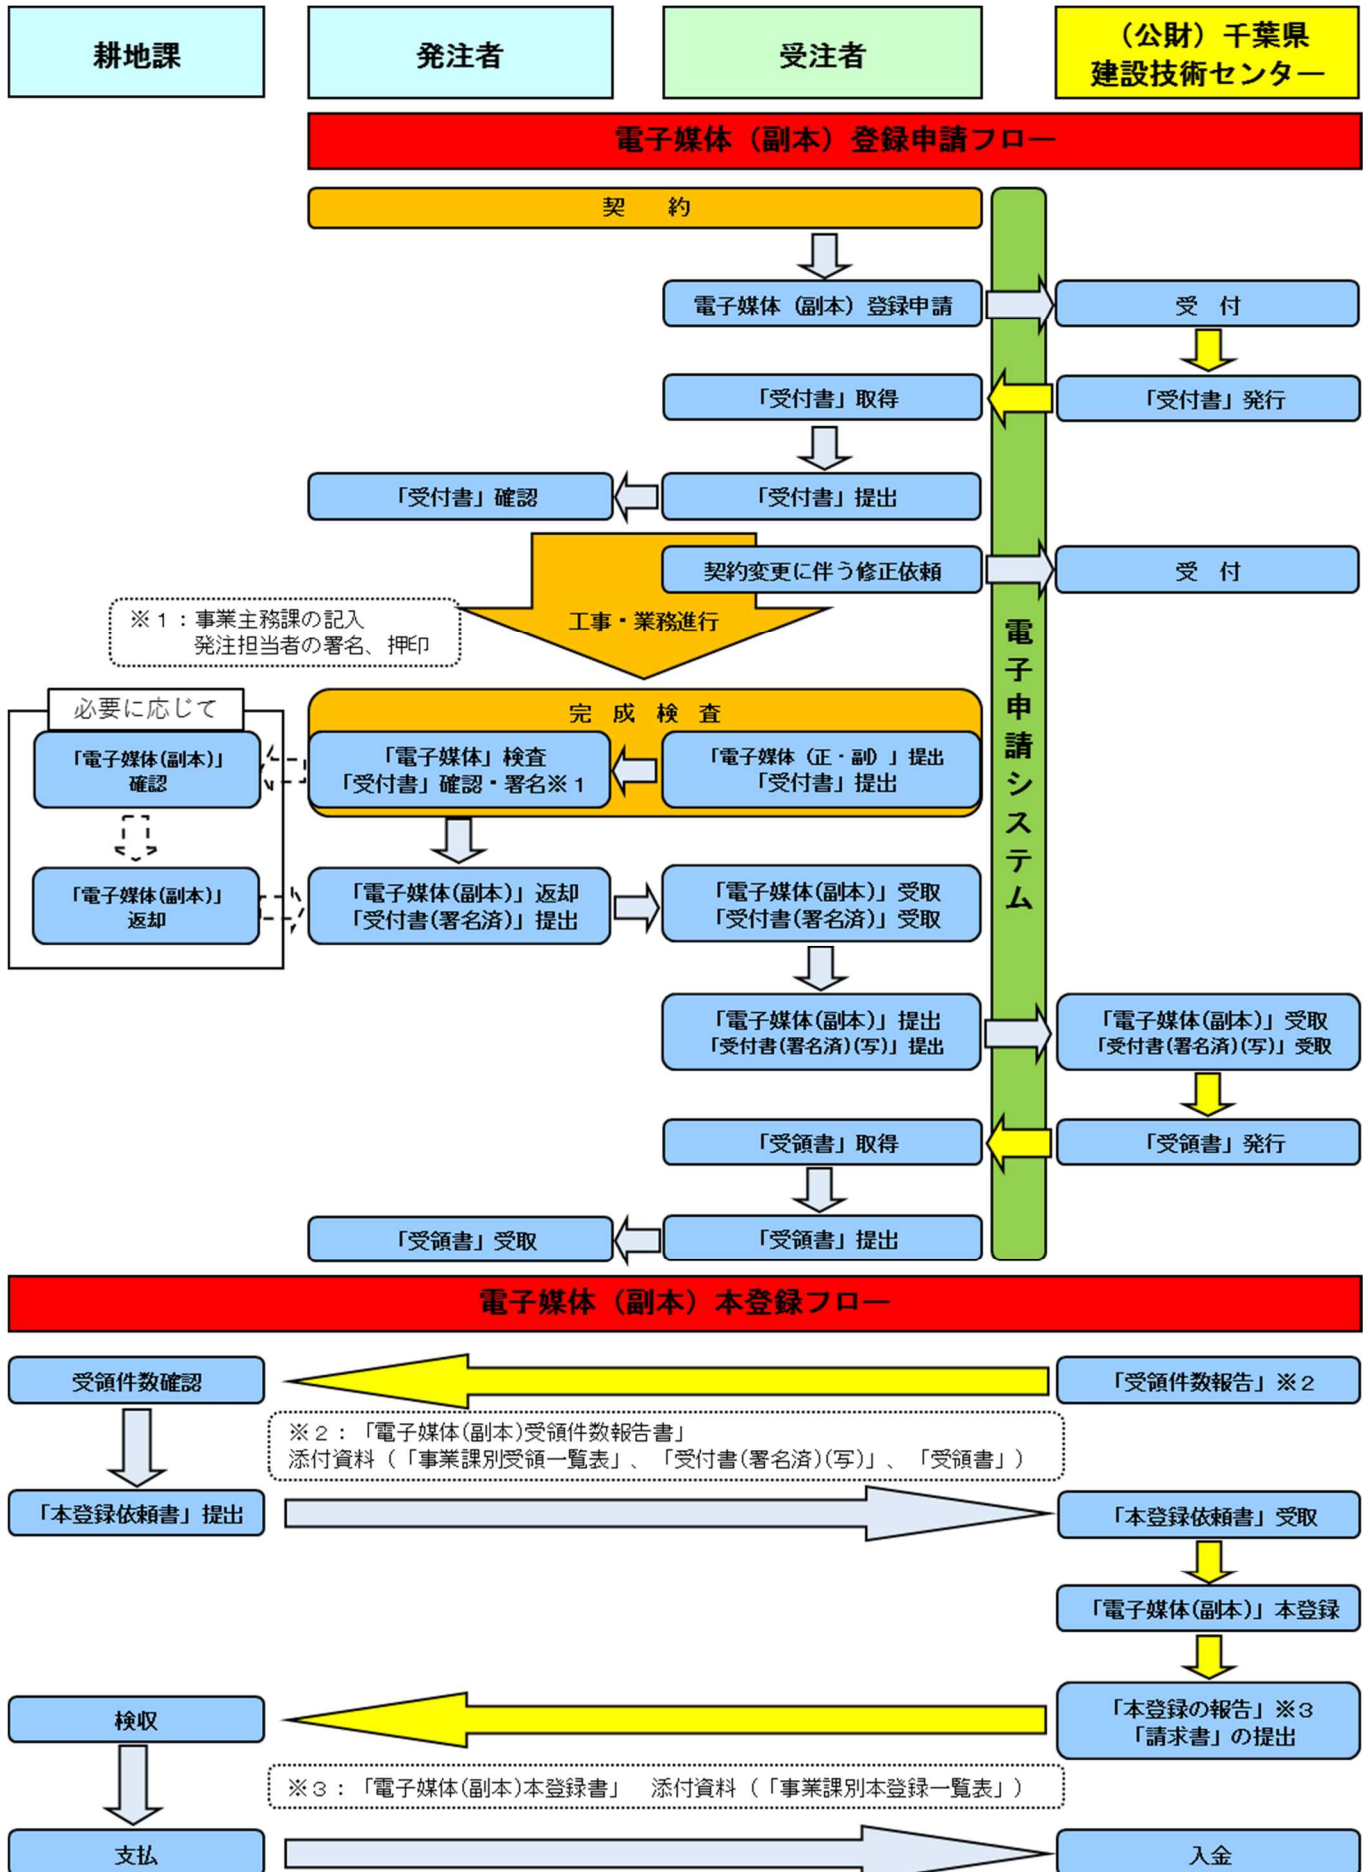 耕地課
発注者
受注者
（公財）千葉県
建設技術センター
電子媒体（副本）登録申請フロー
契　約
電子媒体（副本）登録申請
受　付
「受付書」取得
「受付書」発行
「受付書」確認
「受付書」提出
契約変更に伴う修正依頼
受　付
工事・業務進行
※１：事業主務課の記入
発注担当者の署名、押印
電子申請システム
必要に応じて
完　成　検　査
「電子媒体(副本)」
確認
「電子媒体」検査
「受付書」確認・署名※１
「電子媒体（正・副）」提出
「受付書」提出
「電子媒体(副本)」
返却
「電子媒体(副本)」返却
「受付書(署名済)」提出
「電子媒体(副本)」受取
「受付書(署名済)」受取
「電子媒体(副本)」提出
「受付書(署名済)(写)」提出
「電子媒体(副本)」受取
「受付書(署名済)(写)」受取
「受領書」取得
「受領書」発行
「受領書」受取
「受領書」提出
電子媒体（副本）本登録フロー
受領件数確認
「受領件数報告」※２
※２：「電子媒体(副本)受領件数報告書」
添付資料（「事業課別受領一覧表」、「受付書(署名済)(写)」、「受領書」）
「本登録依頼書」提出
「本登録依頼書」受取
「電子媒体(副本)」本登録
検収
「本登録の報告」※３
「請求書」の提出
※３：「電子媒体(副本)本登録書」　添付資料（「事業課別本登録一覧表」）
支払
入金